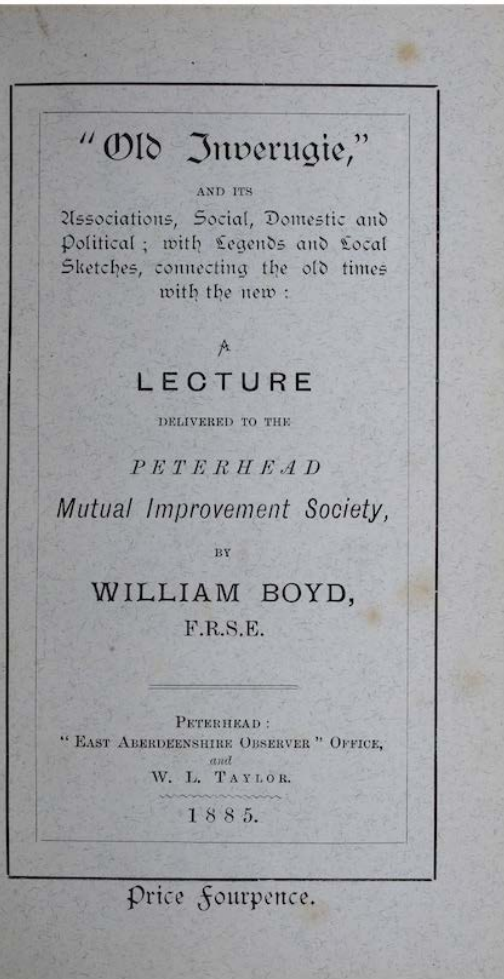 "Old Inverugie,"
AND ITS
Associations, Social, Domestic and
Political ; with Legends and Local
Sketches, connecting the old times
with the new :
A
LECTURE
DELIVERED TO THE
PETERHEAD
Mutual Improvement Society,
BY
WILLIAM BOYD,
F.R.S.E.
PETERHEAD :
"EAST ABERDEENSHIRE OBSERVER" OFFICE,
and
W. L. TAYLOR.
1885.
Price Fourpence.